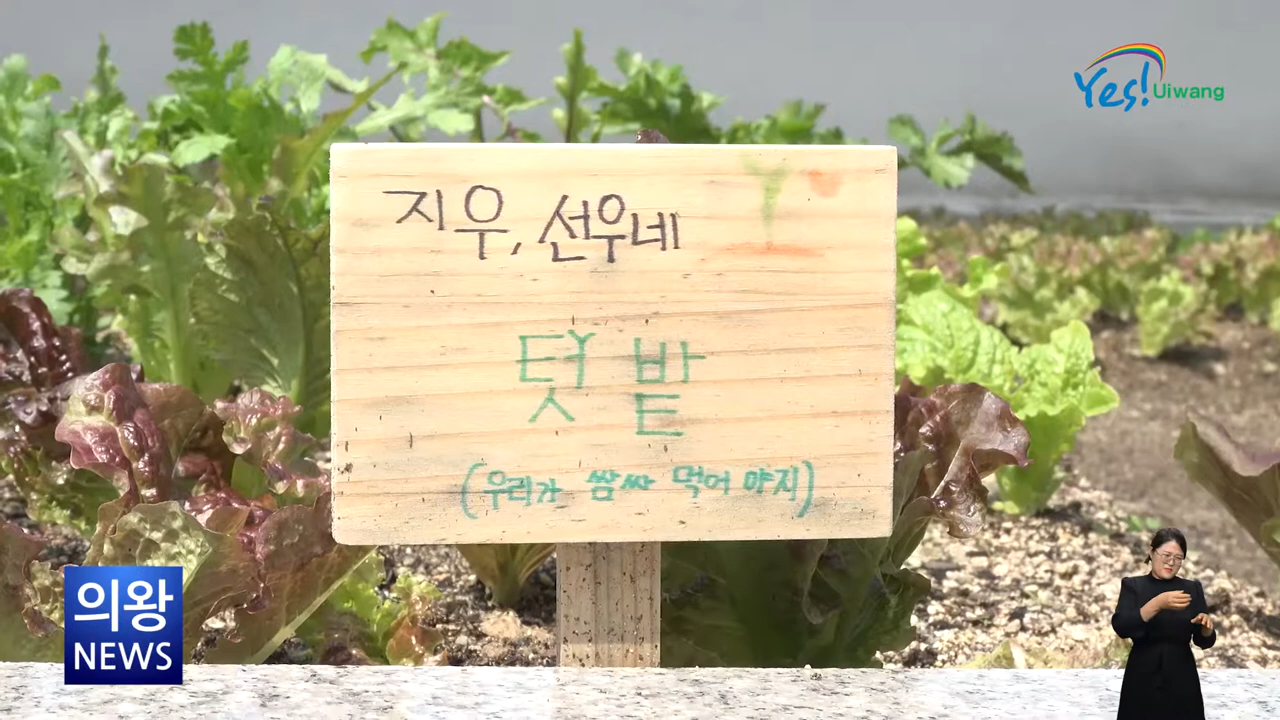 Yes! Uiwang
지우, 선우네
텃밭
(우리가 쌈싸 먹어야지)
의왕
NEWS